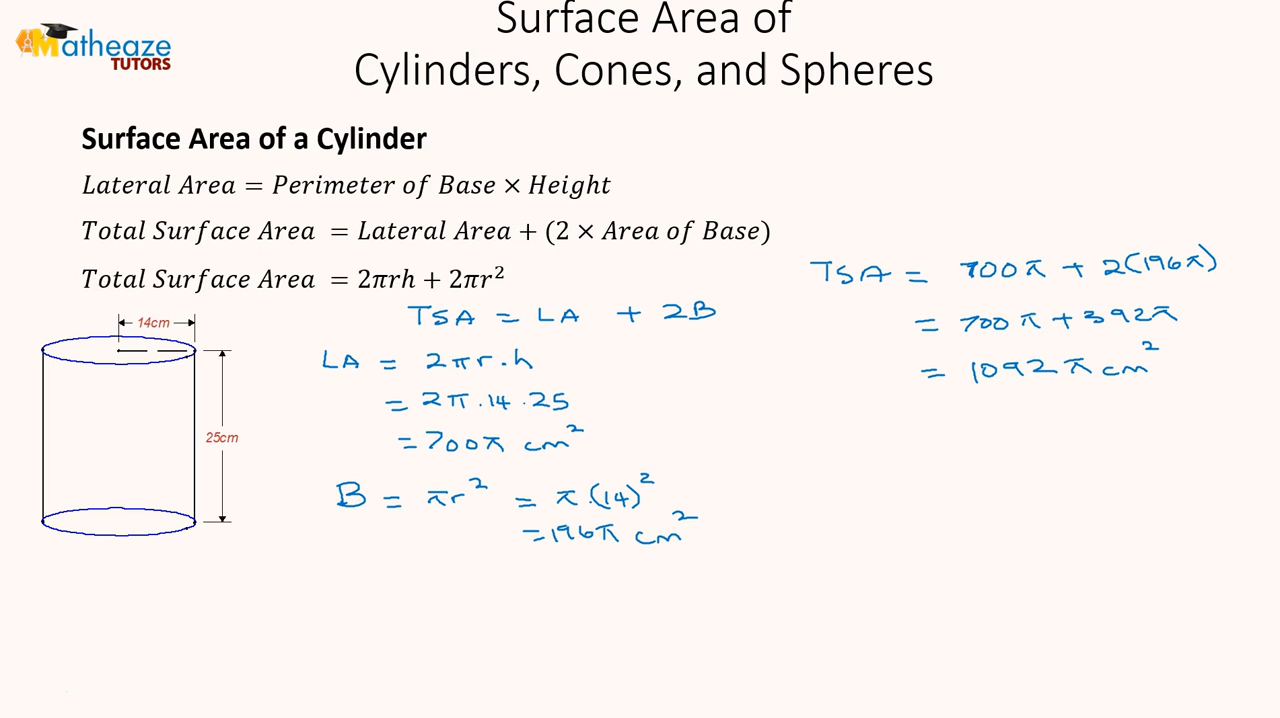 Surface Area of
Cylinders, Cones, and Spheres
Matheaze
TUTORS
Surface Area of a Cylinder
Lateral Area = Perimeter of Base × Height
Total Surface Area = Lateral Area + (2 × Area of Base)
Total Surface Area = 2πrh + 2πr²
TSA = LA + 2B
LA = 2πr·h
= 2π·14·25
= 700π cm²
B = πr² = π·(14)²
= 196π cm²
TSA = 700π + 2(196π)
= 700π + 392π
= 1092π cm²
14cm
25cm